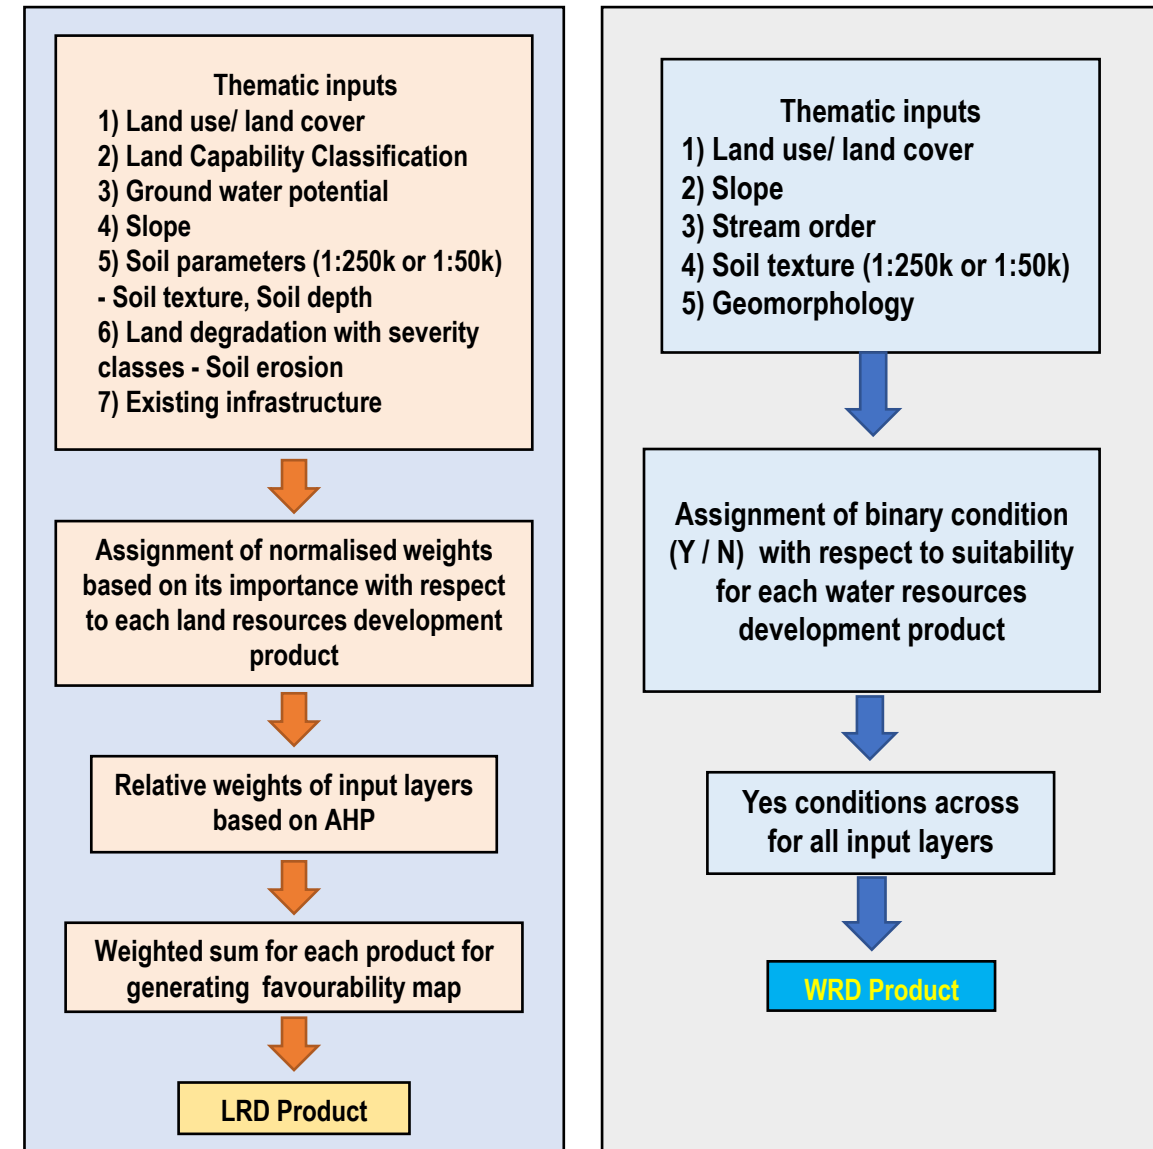 Thematic inputs
1) Land use/ land cover
2) Land Capability Classification
3) Ground water potential
4) Slope
5) Soil parameters (1:250k or 1:50k)
- Soil texture, Soil depth
6) Land degradation with severity
classes - Soil erosion
7) Existing infrastructure
Assignment of normalised weights
based on its importance with respect
to each land resources development
product
Relative weights of input layers
based on AHP
Weighted sum for each product for
generating favourability map
LRD Product
Thematic inputs
1) Land use/ land cover
2) Slope
3) Stream order
4) Soil texture (1:250k or 1:50k)
5) Geomorphology
Assignment of binary condition
(Y / N) with respect to suitability
for each water resources
development product
Yes conditions across
for all input layers
WRD Product